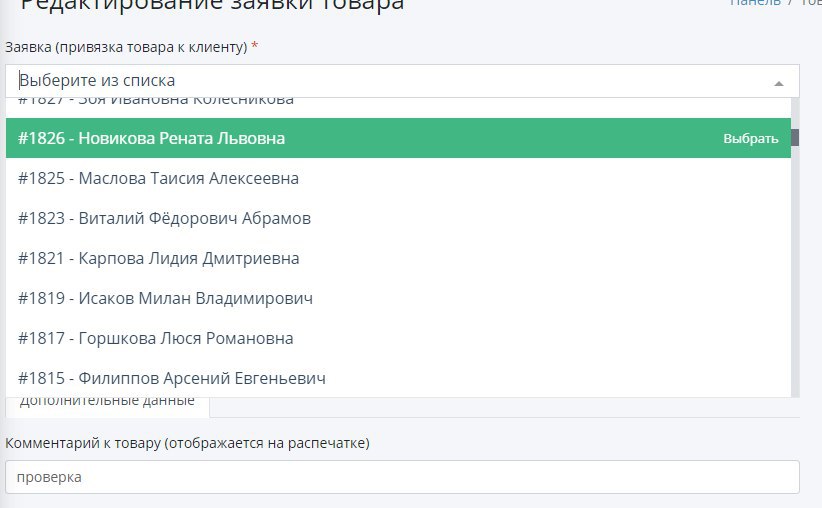 Редактирование заявки товара
Панель /
Заявка (привязка товара к клиенту) *
Выберите из списка
#1827 - Зоя Ивановна Колесникова
#1826 - Новикова Рената Львовна Выбрать
#1825 - Маслова Таисия Алексеевна
#1823 - Виталий Фёдорович Абрамов
#1821 - Карпова Лидия Дмитриевна
#1819 - Исаков Милан Владимирович
#1817 - Горшкова Люся Романовна
#1815 - Филиппов Арсений Евгеньевич
Дополнительные данные
Комментарий к товару (отображается на распечатке)
проверка